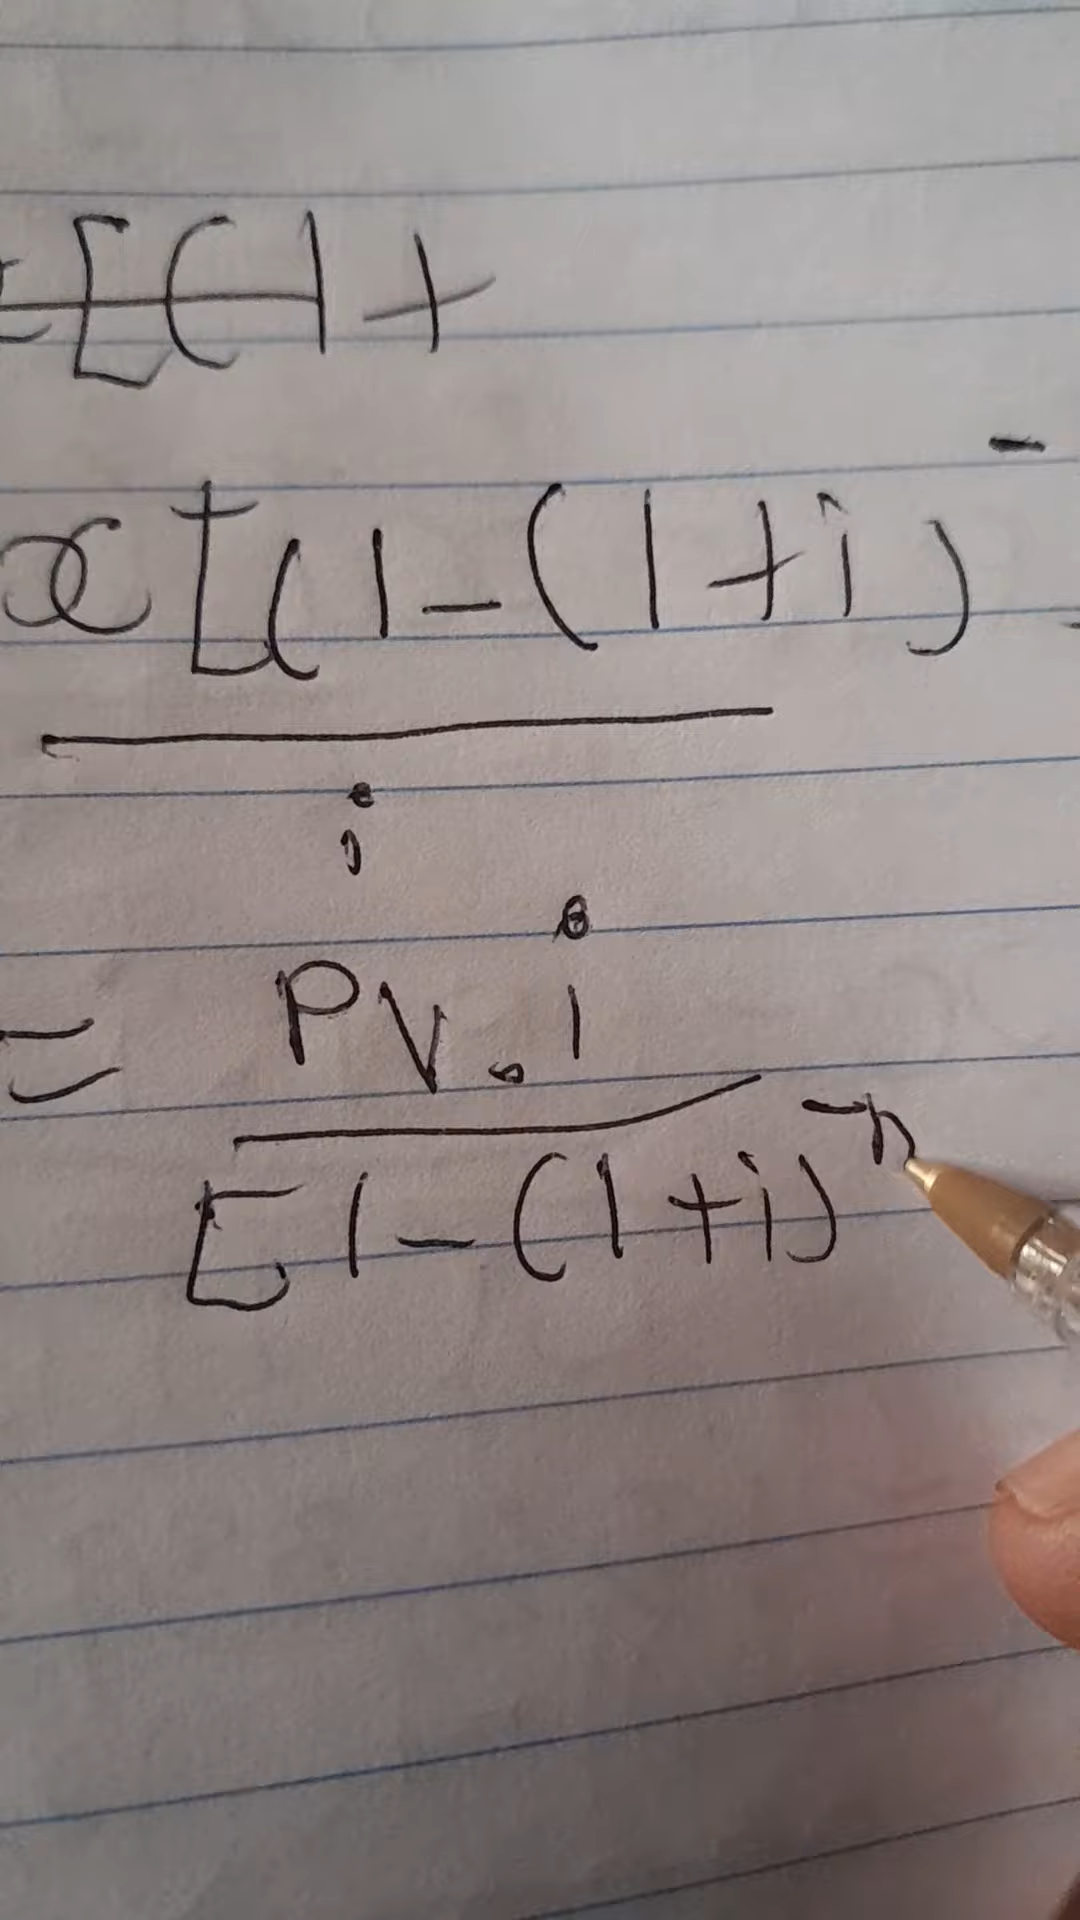 [(1 +
x [(1 - (1 + i)⁻
i
= PV . i
[1 - (1 + i)⁻ⁿ